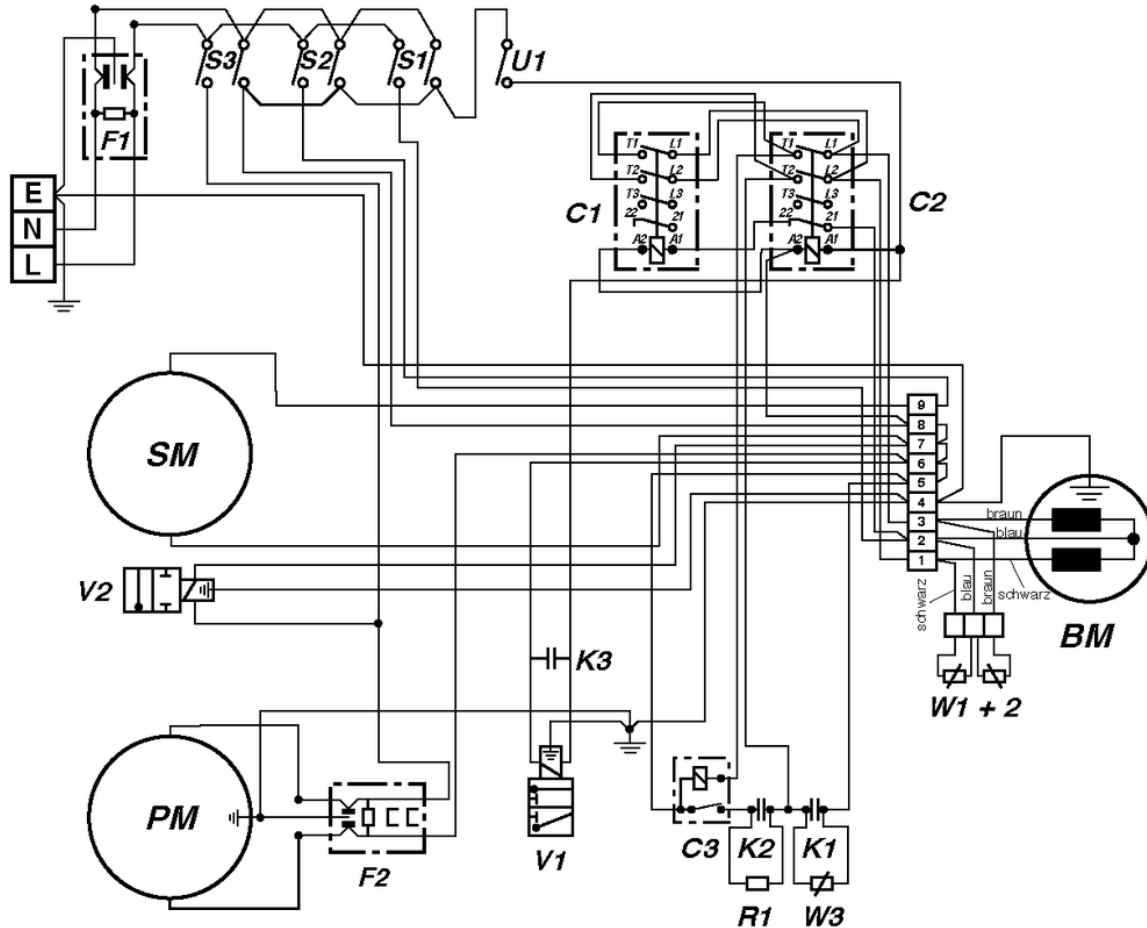 S3
S2
S1
U1
F1
E
N
L
T1
L1
T2
L2
T3
L3
22
21
A2
A1
C1
T1
L1
T2
L2
T3
L3
22
21
A2
A1
C2
SM
9
8
7
6
5
4
3
2
1
braun
blau
schwarz
schwarz
blau
braun
BM
W1 + 2
V2
K3
PM
F2
V1
C3
K2
K1
R1
W3